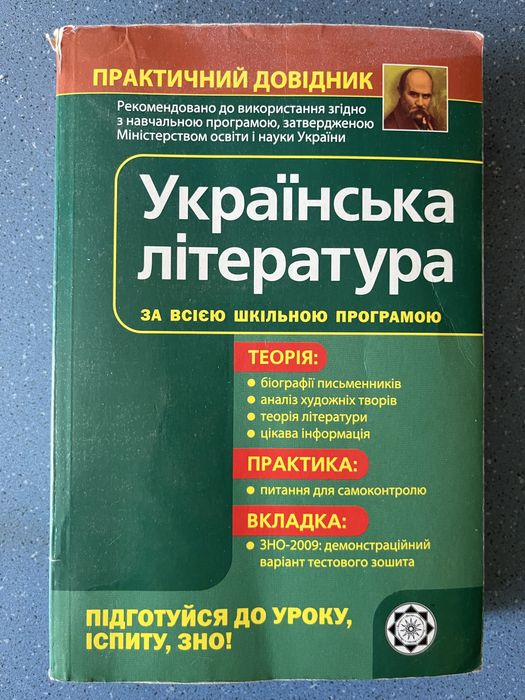 ПРАКТИЧНИЙ ДОВІДНИК
Рекомендовано до використання згідно
з навчальною програмою, затвердженою
Міністерством освіти і науки України
Українська
література
ЗА ВСІЄЮ ШКІЛЬНОЮ ПРОГРАМОЮ
ТЕОРІЯ:
• біографії письменників
• аналіз художніх творів
• теорія літератури
• цікава інформація
ПРАКТИКА:
• питання для самоконтролю
ВКЛАДКА:
• ЗНО-2009: демонстраційний
варіант тестового зошита
ПІДГОТУЙСЯ ДО УРОКУ,
ІСПИТУ, ЗНО!